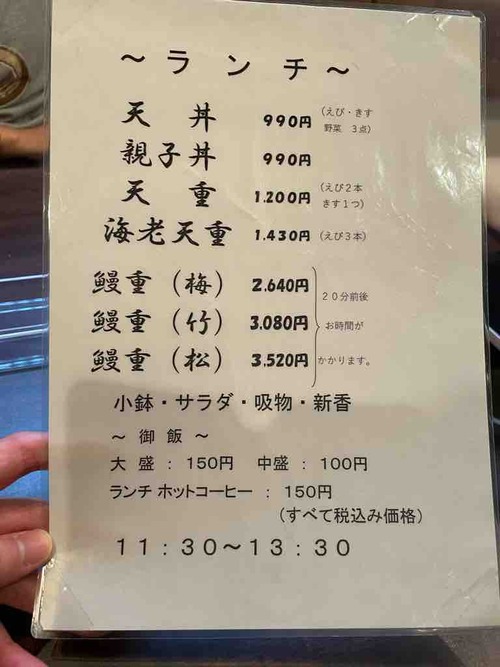 ～ランチ～
天丼 990円 (えび・きす 野菜 3点)
親子丼 990円
天重 1.200円 (えび2本 きす1つ)
海老天重 1.430円 (えび3本)
鰻重(梅) 2.640円
鰻重(竹) 3.080円
鰻重(松) 3.520円
20分前後
お時間が
かかります。
小鉢・サラダ・吸物・新香
～御飯～
大盛：150円 中盛：100円
ランチ ホットコーヒー：150円
(すべて税込み価格)
11：30～13：30